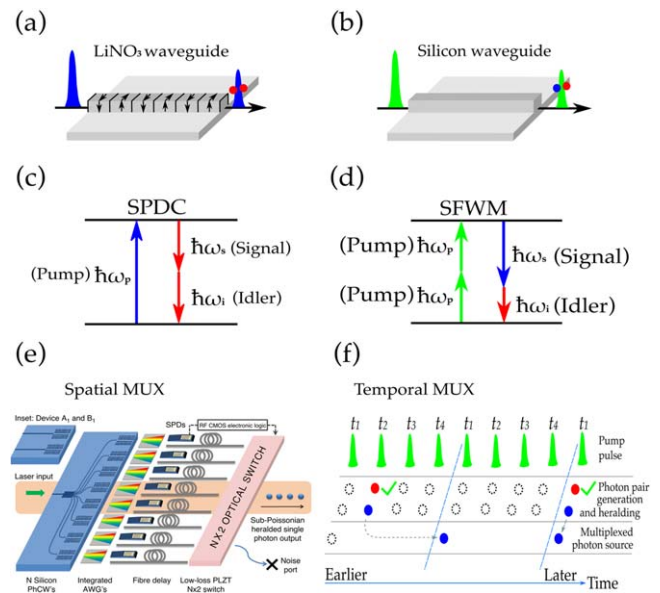 (a)
LiNO₃ waveguide
(b)
Silicon waveguide
(c)
SPDC
(Pump) ħωₚ
ħωₛ (Signal)
ħωᵢ (Idler)
(d)
SFWM
(Pump) ħωₚ
(Pump) ħωₚ
ħωₛ (Signal)
ħωᵢ (Idler)
(e)
Spatial MUX
Inset: Device A₁ and B₁
SPDs
RF CMOS electronic logic
Laser input
NX2 OPTICAL SWITCH
Sub-Poissonian
heralded single
photon output
Noise
port
N Silicon
PhCW's
Integrated
AWG's
Fibre delay
Low-loss PLZT
Nx2 switch
(f)
Temporal MUX
t₁ t₂ t₃ t₄ t₁ t₂ t₃ t₄ t₁
Pump
pulse
Photon pair
generation
and heralding
Multiplexed
photon source
Earlier
Later
Time